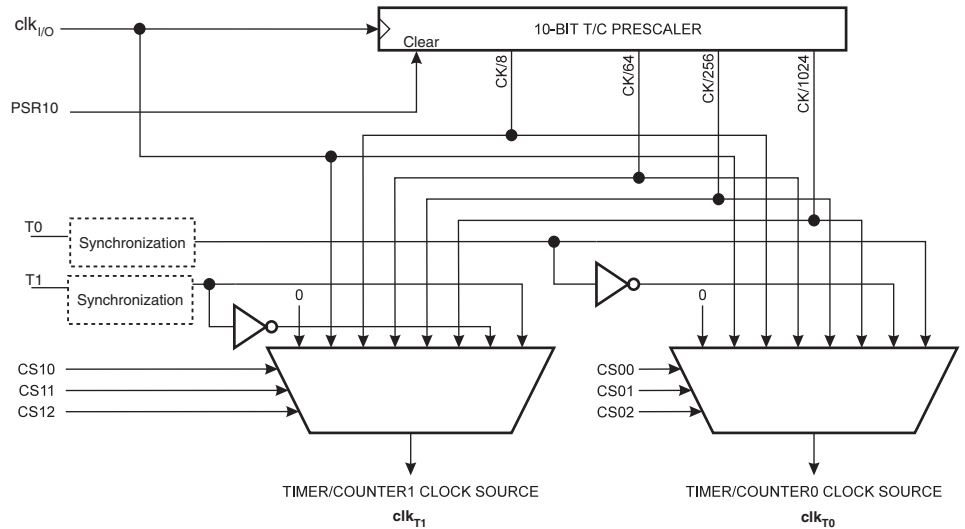 clkI/O
10-BIT T/C PRESCALER
Clear
CK/8
CK/64
CK/256
CK/1024
PSR10
T0
Synchronization
T1
Synchronization
0
0
CS10
CS11
CS12
CS00
CS01
CS02
TIMER/COUNTER1 CLOCK SOURCE
clkT1
TIMER/COUNTER0 CLOCK SOURCE
clkT0